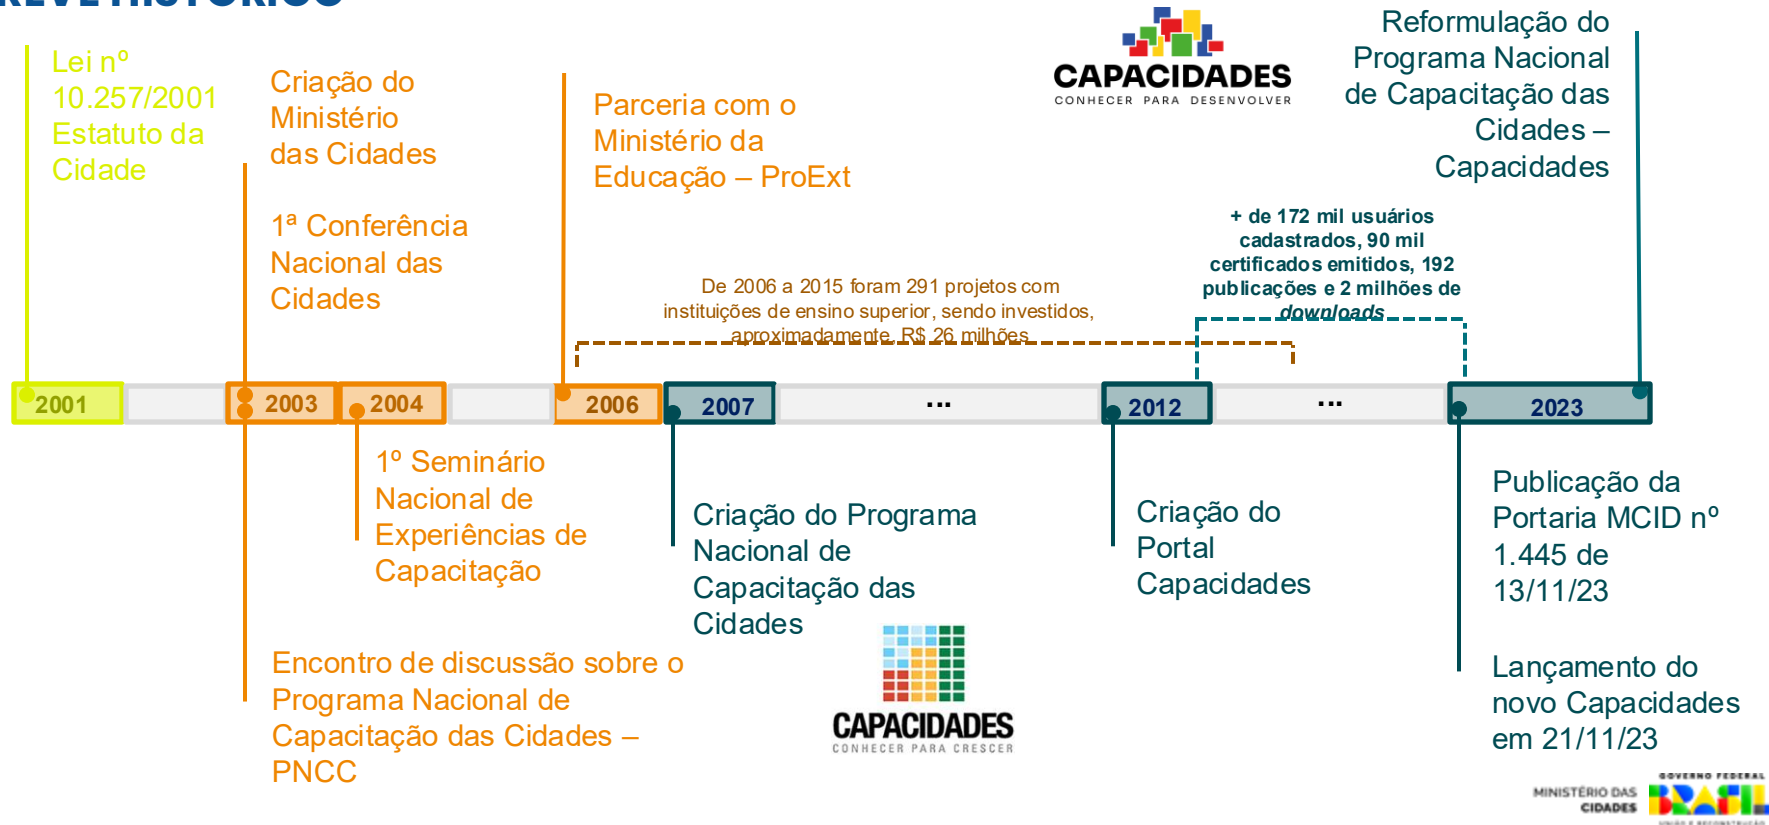 REVE HISTÓRICO
Lei nº
10.257/2001
Estatuto da
Cidade
Criação do
Ministério
das Cidades
1ª Conferência
Nacional das
Cidades
Parceria com o
Ministério da
Educação – ProExt
CAPACIDADES
CONHECER PARA DESENVOLVER
Reformulação do
Programa Nacional
de Capacitação das
Cidades –
Capacidades
De 2006 a 2015 foram 291 projetos com
instituições de ensino superior, sendo investidos,
aproximadamente, R$ 26 milhões
+ de 172 mil usuários
cadastrados, 90 mil
certificados emitidos, 192
publicações e 2 milhões de
downloads
2001
2003
2004
2006
2007
...
2012
...
2023
1º Seminário
Nacional de
Experiências de
Capacitação
Encontro de discussão sobre o
Programa Nacional de
Capacitação das Cidades –
PNCC
Criação do Programa
Nacional de
Capacitação das
Cidades
CAPACIDADES
CONHECER PARA CRESCER
Criação do
Portal
Capacidades
Publicação da
Portaria MCID nº
1.445 de
13/11/23
Lançamento do
novo Capacidades
em 21/11/23
MINISTÉRIO DAS
CIDADES
GOVERNO FEDERAL
BRASIL
UNIÃO E RECONSTRUÇÃO